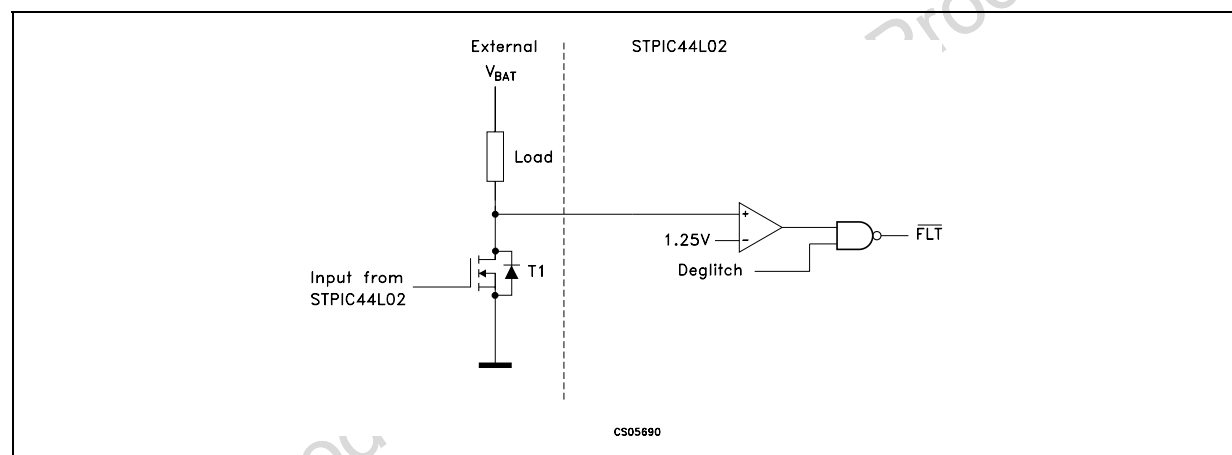 External
STPIC44L02
VBAT
Load
+
1.25V
−
FLT
Deglitch
T1
Input from
STPIC44L02
CS05690